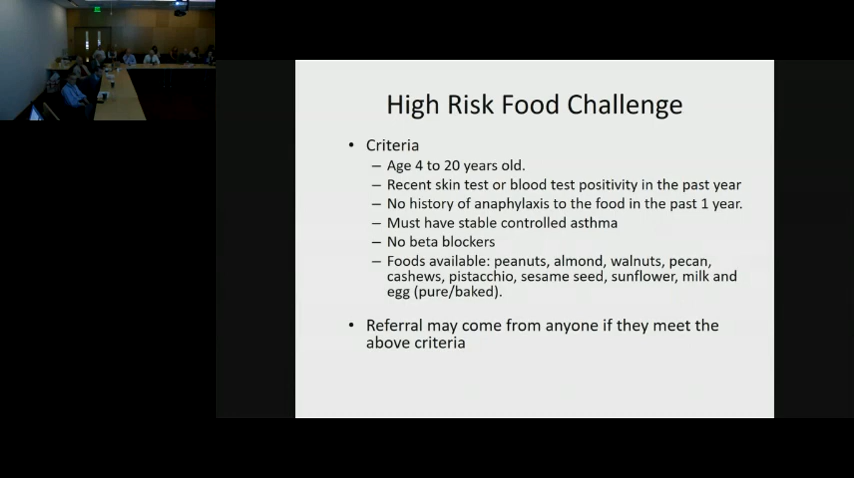 High Risk Food Challenge
• Criteria
– Age 4 to 20 years old.
– Recent skin test or blood test positivity in the past year
– No history of anaphylaxis to the food in the past 1 year.
– Must have stable controlled asthma
– No beta blockers
– Foods available: peanuts, almond, walnuts, pecan,
cashews, pistacchio, sesame seed, sunflower, milk and
egg (pure/baked).
• Referral may come from anyone if they meet the
above criteria